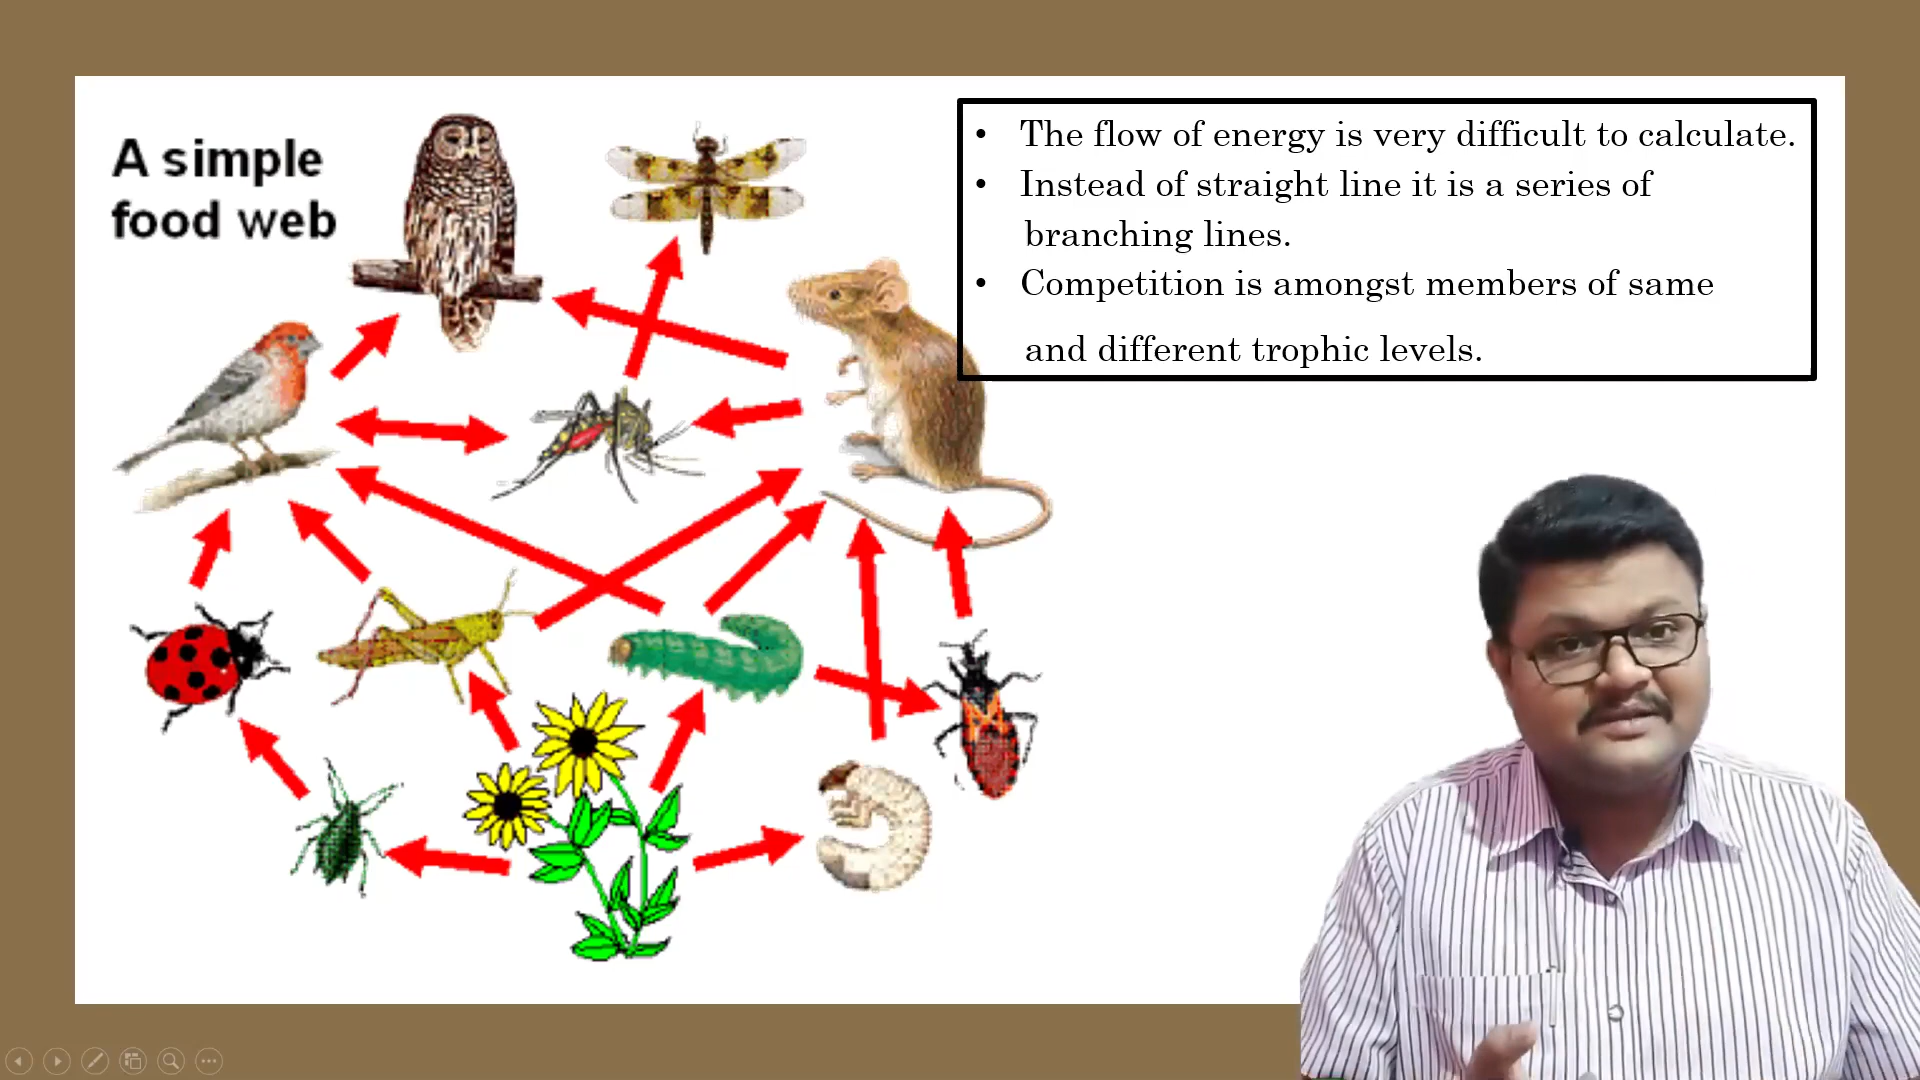 A simple
food web
• The flow of energy is very difficult to calculate.
• Instead of straight line it is a series of
branching lines.
• Competition is amongst members of same
and different trophic levels.